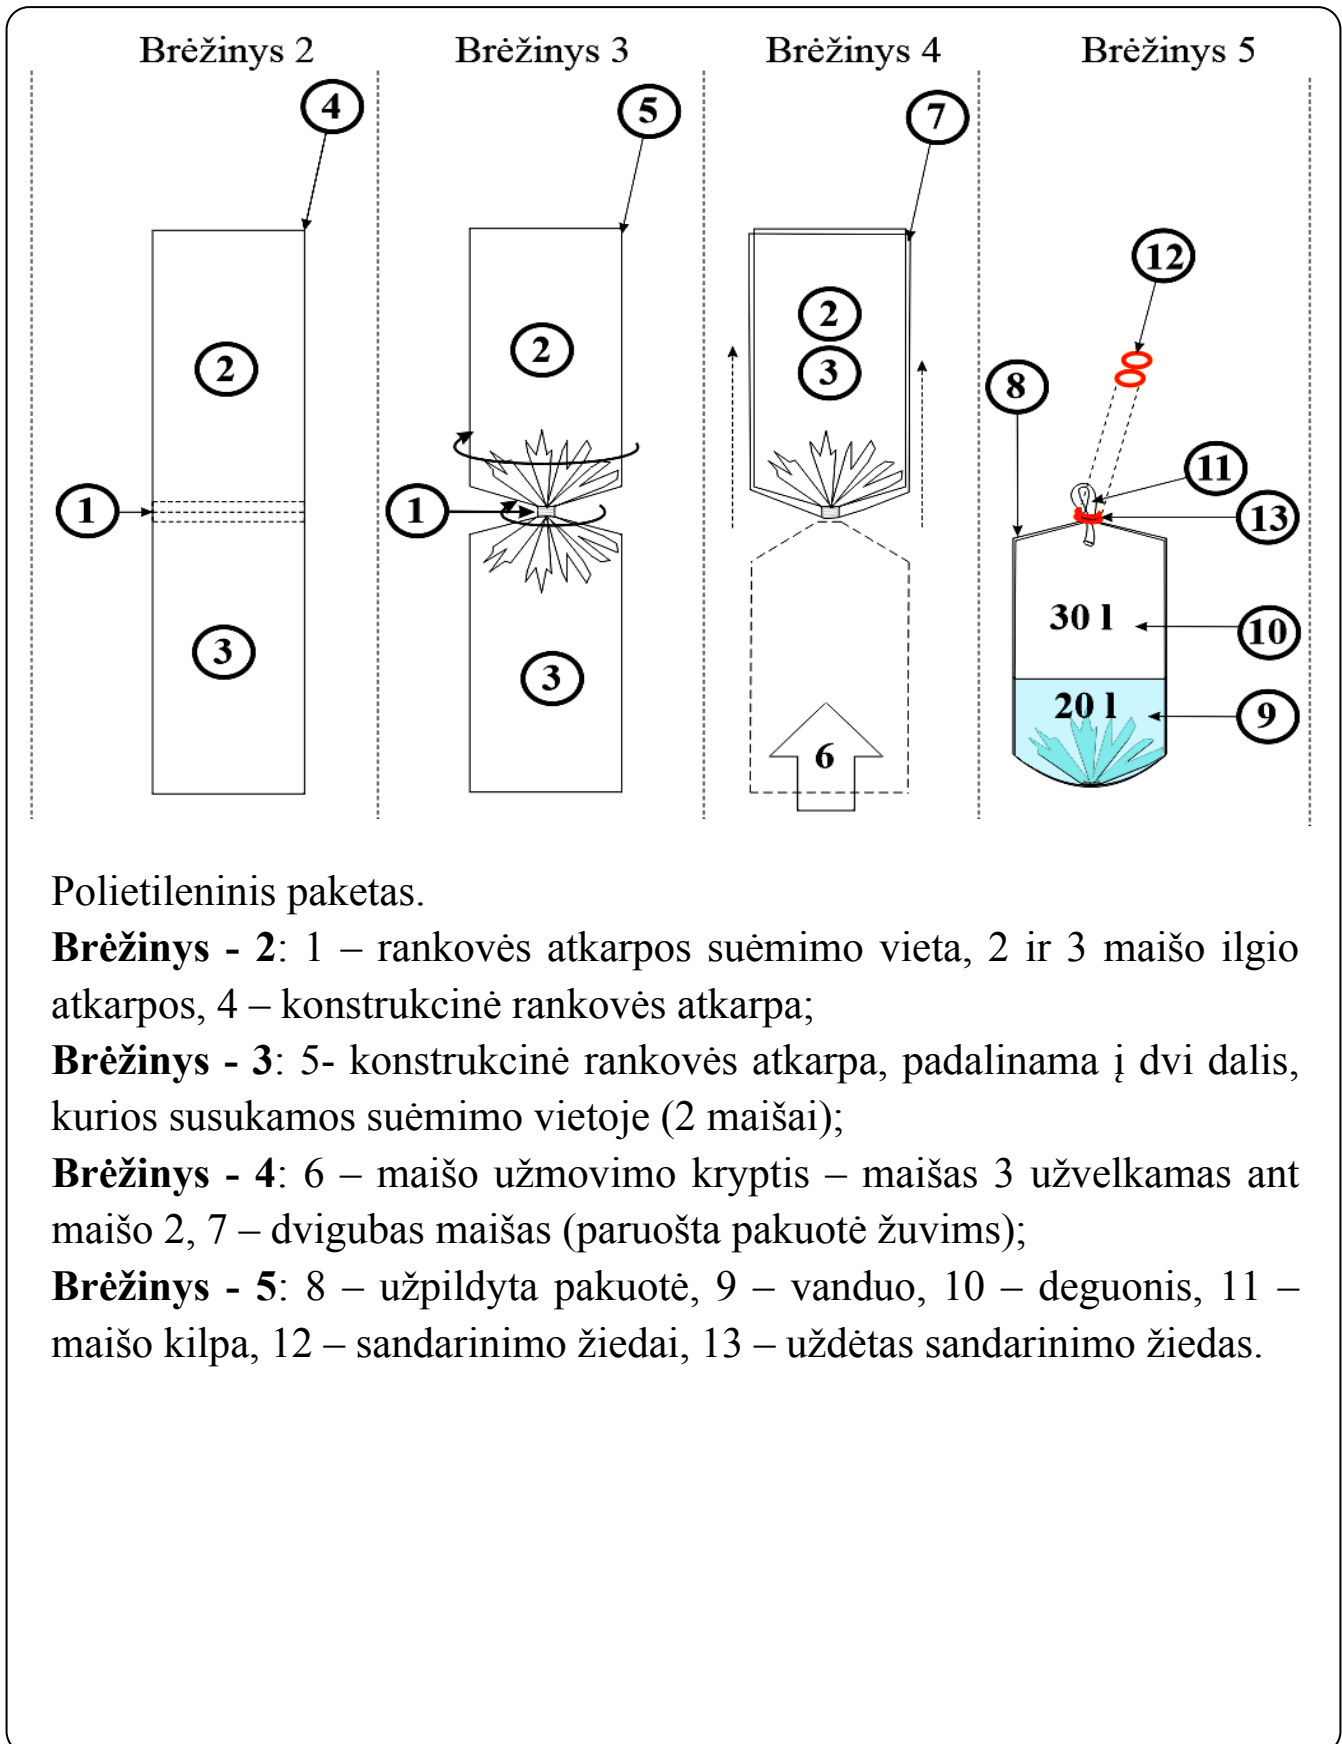 Brėžinys 2 Brėžinys 3 Brėžinys 4 Brėžinys 5
4 5 7
12
2 2 2
3 8
11
1 1 13
30 l 10
3 3 20 l 9
6
Polietileninis paketas.
Brėžinys - 2: 1 – rankovės atkarpos suėmimo vieta, 2 ir 3 maišo ilgio
atkarpos, 4 – konstrukcinė rankovės atkarpa;
Brėžinys - 3: 5- konstrukcinė rankovės atkarpa, padalinama į dvi dalis,
kurios susukamos suėmimo vietoje (2 maišai);
Brėžinys - 4: 6 – maišo užmovimo kryptis – maišas 3 užvelkamas ant
maišo 2, 7 – dvigubas maišas (paruošta pakuotė žuvims);
Brėžinys - 5: 8 – užpildyta pakuotė, 9 – vanduo, 10 – deguonis, 11 –
maišo kilpa, 12 – sandarinimo žiedai, 13 – uždėtas sandarinimo žiedas.